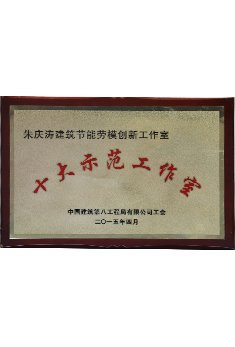 朱庆涛建筑节能劳模创新工作室
十大示范工作室
中国建筑第八工程局有限公司工会
二〇一五年四月